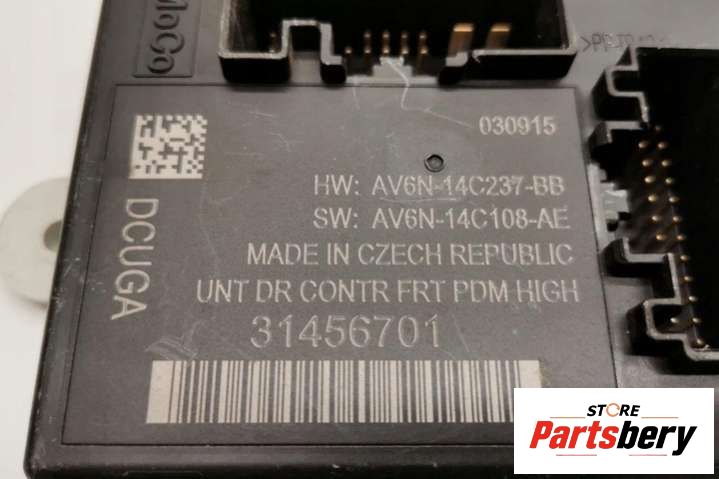 MoCo
030915
HW: AV6N-14C237-BB
SW: AV6N-14C108-AE
MADE IN CZECH REPUBLIC
UNT DR CONTR FRT PDM HIGH
31456701
DCUGA
STORE
Partsbery